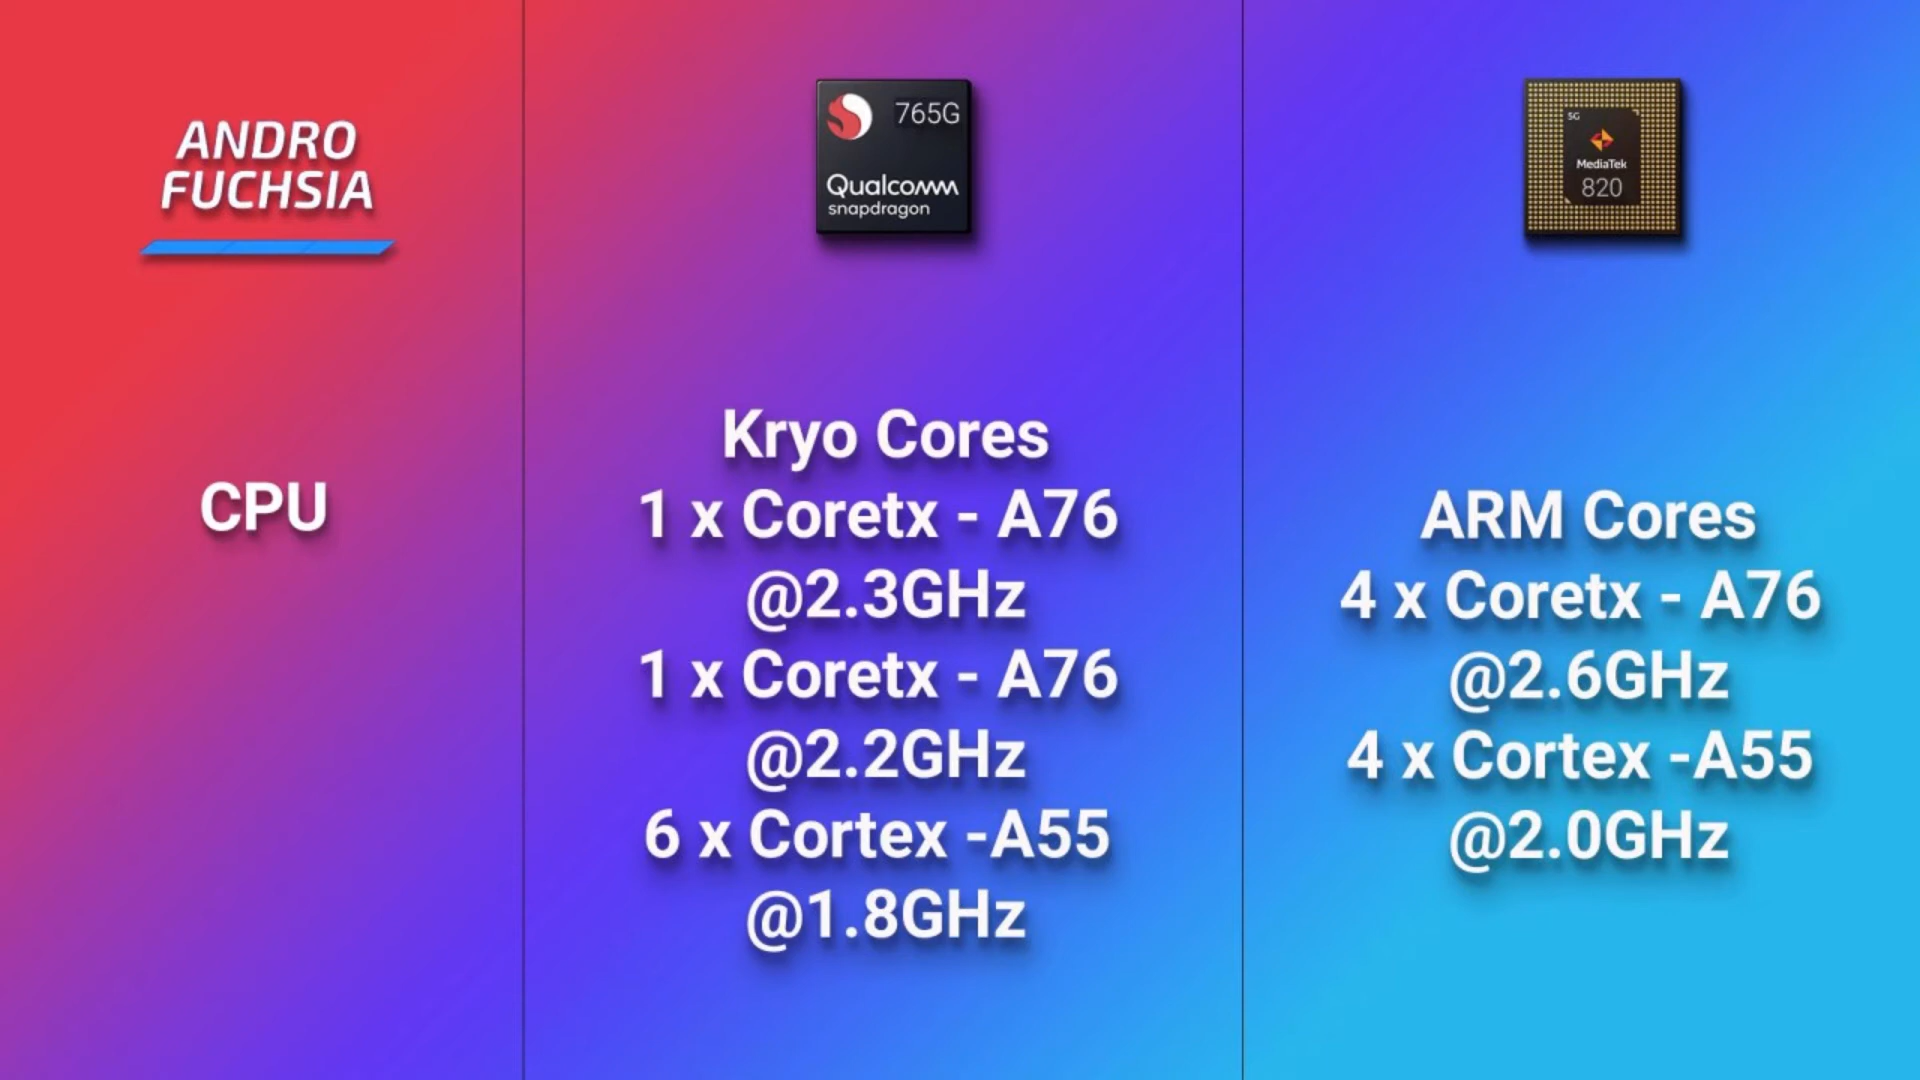 ANDRO
FUCHSIA
765G
Qualcomm
snapdragon
5G
MediaTek
820
CPU
Kryo Cores
1 x Coretx - A76
@2.3GHz
1 x Coretx - A76
@2.2GHz
6 x Cortex -A55
@1.8GHz
ARM Cores
4 x Coretx - A76
@2.6GHz
4 x Cortex -A55
@2.0GHz